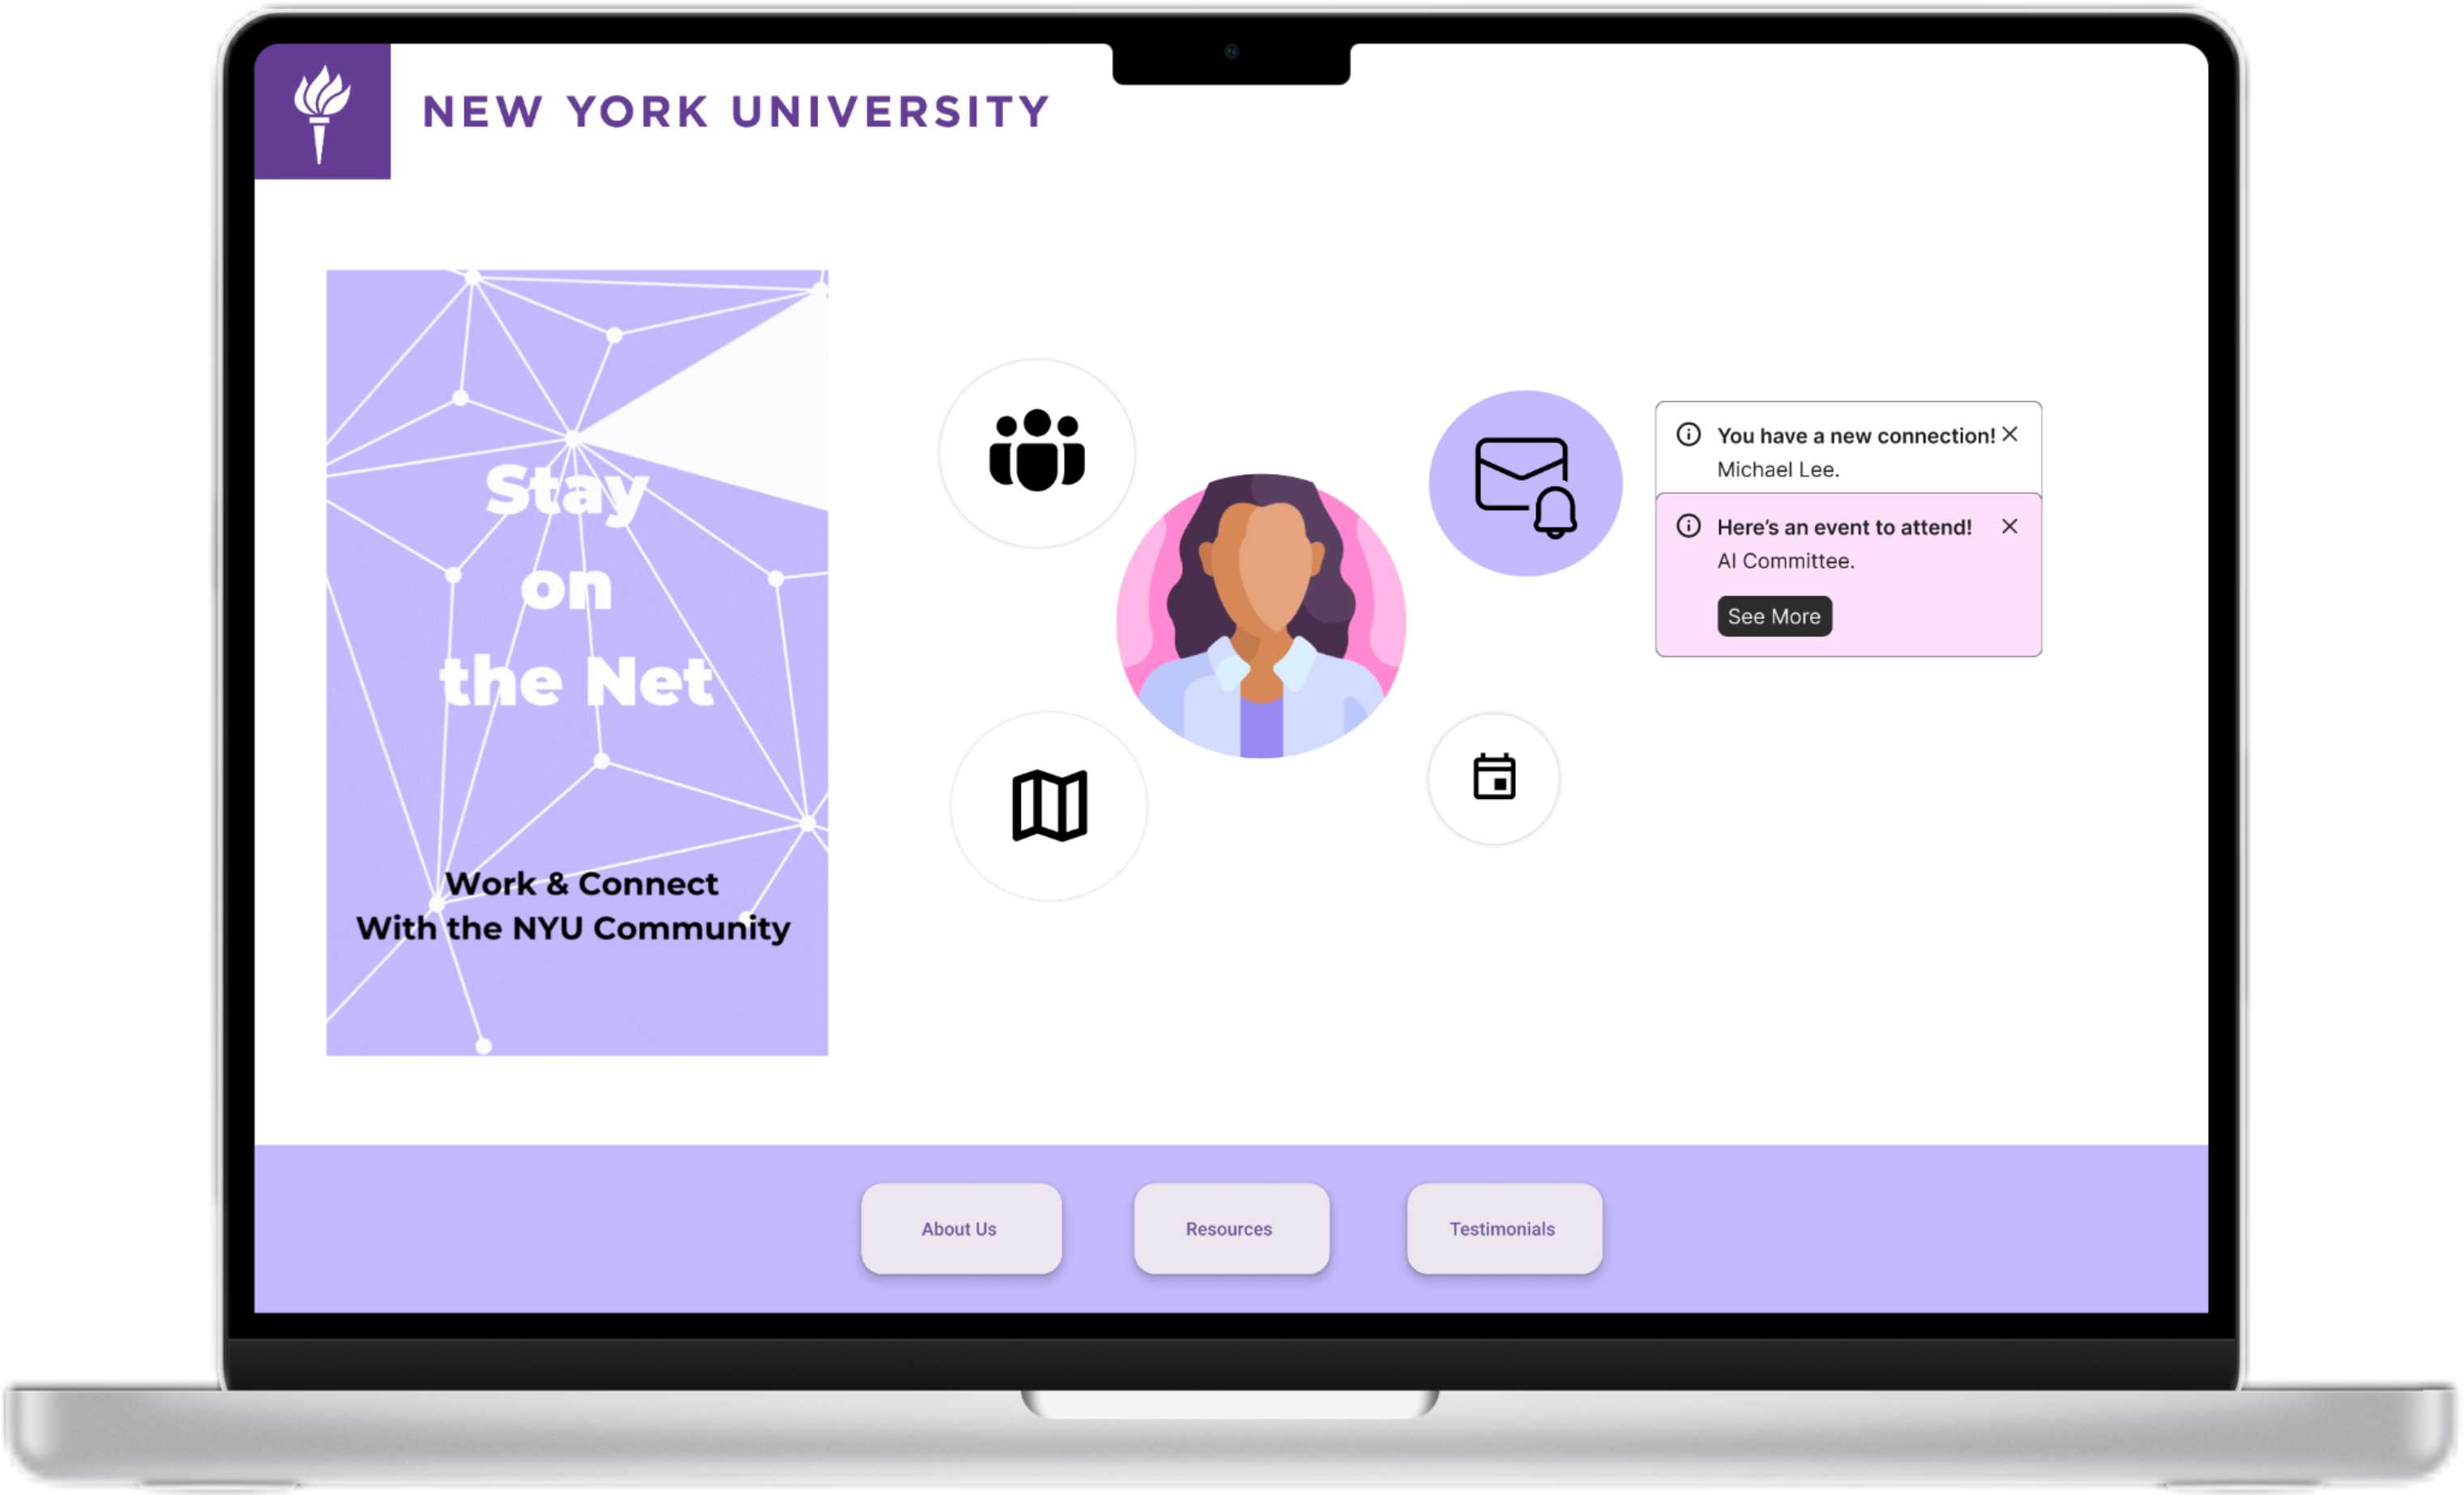 NEW YORK UNIVERSITY
Stay
on
the Net
Work & Connect
With the NYU Community
You have a new connection!
Michael Lee.
Here's an event to attend!
AI Committee.
See More
About Us
Resources
Testimonials